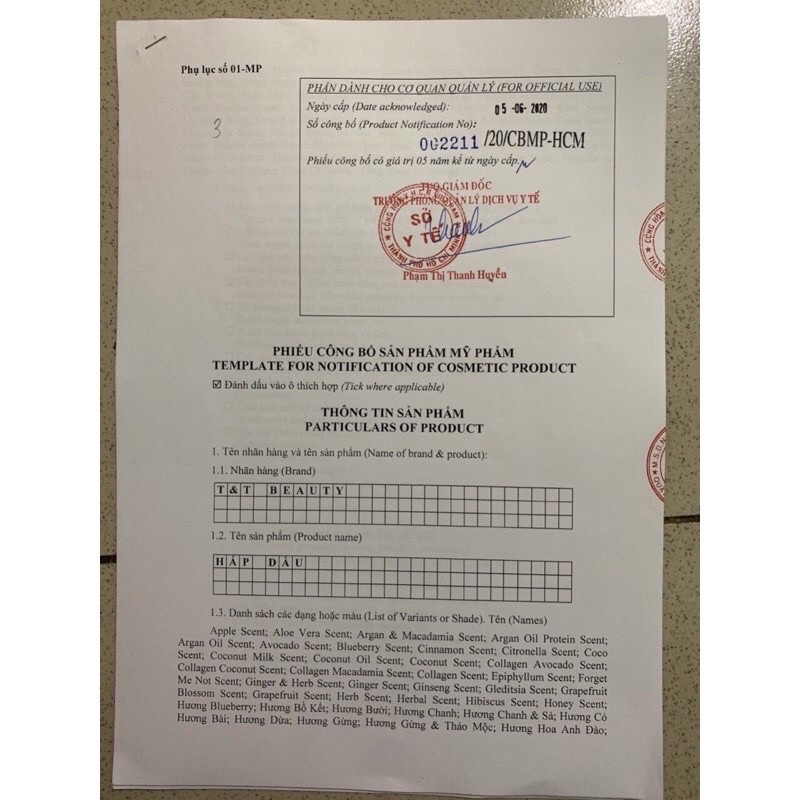 Phụ lục số 01-MP
3
PHẦN DÀNH CHO CƠ QUAN QUẢN LÝ (FOR OFFICIAL USE)
Ngày cấp (Date acknowledged): 05 -06- 2020
Số công bố (Product Notification No):
002211 /20/CBMP-HCM
Phiếu công bố có giá trị 05 năm kể từ ngày cấp.
TUQ.GIÁM ĐỐC
TRƯỞNG PHÒNG QUẢN LÝ DỊCH VỤ Y TẾ
SỞ
Y TẾ
THÀNH PHỐ HỒ CHÍ MINH
Phạm Thị Thanh Huyền
CỘNG HÒA
THÀNH
M.S.D.N
PHIẾU CÔNG BỐ SẢN PHẨM MỸ PHẨM
TEMPLATE FOR NOTIFICATION OF COSMETIC PRODUCT
☑ Đánh dấu vào ô thích hợp (Tick where applicable)
THÔNG TIN SẢN PHẨM
PARTICULARS OF PRODUCT
1. Tên nhãn hàng và tên sản phẩm (Name of brand & product):
1.1. Nhãn hàng (Brand)
T&T BEAUTY
1.2. Tên sản phẩm (Product name)
HẤP DẦU
1.3. Danh sách các dạng hoặc màu (List of Variants or Shade). Tên (Names)
Apple Scent; Aloe Vera Scent; Argan & Macadamia Scent; Argan Oil Protein Scent;
Argan Oil Scent; Avocado Scent; Blueberry Scent; Cinnamon Scent; Citronella Scent; Coco
Scent; Coconut Milk Scent; Coconut Oil Scent; Coconut Scent; Collagen Avocado Scent;
Collagen Coconut Scent; Collagen Macadamia Scent; Collagen Scent; Epiphyllum Scent; Forget
Me Not Scent; Ginger & Herb Scent; Ginger Scent; Ginseng Scent; Gleditsia Scent; Grapefruit
Blossom Scent; Grapefruit Scent; Herb Scent; Herbal Scent; Hibiscus Scent; Honey Scent;
Hương Blueberry; Hương Bồ Kết; Hương Bưởi; Hương Chanh; Hương Chanh & Sả; Hương Cỏ
Hương Bài; Hương Dừa; Hương Gừng; Hương Gừng & Thảo Mộc; Hương Hoa Anh Đào;